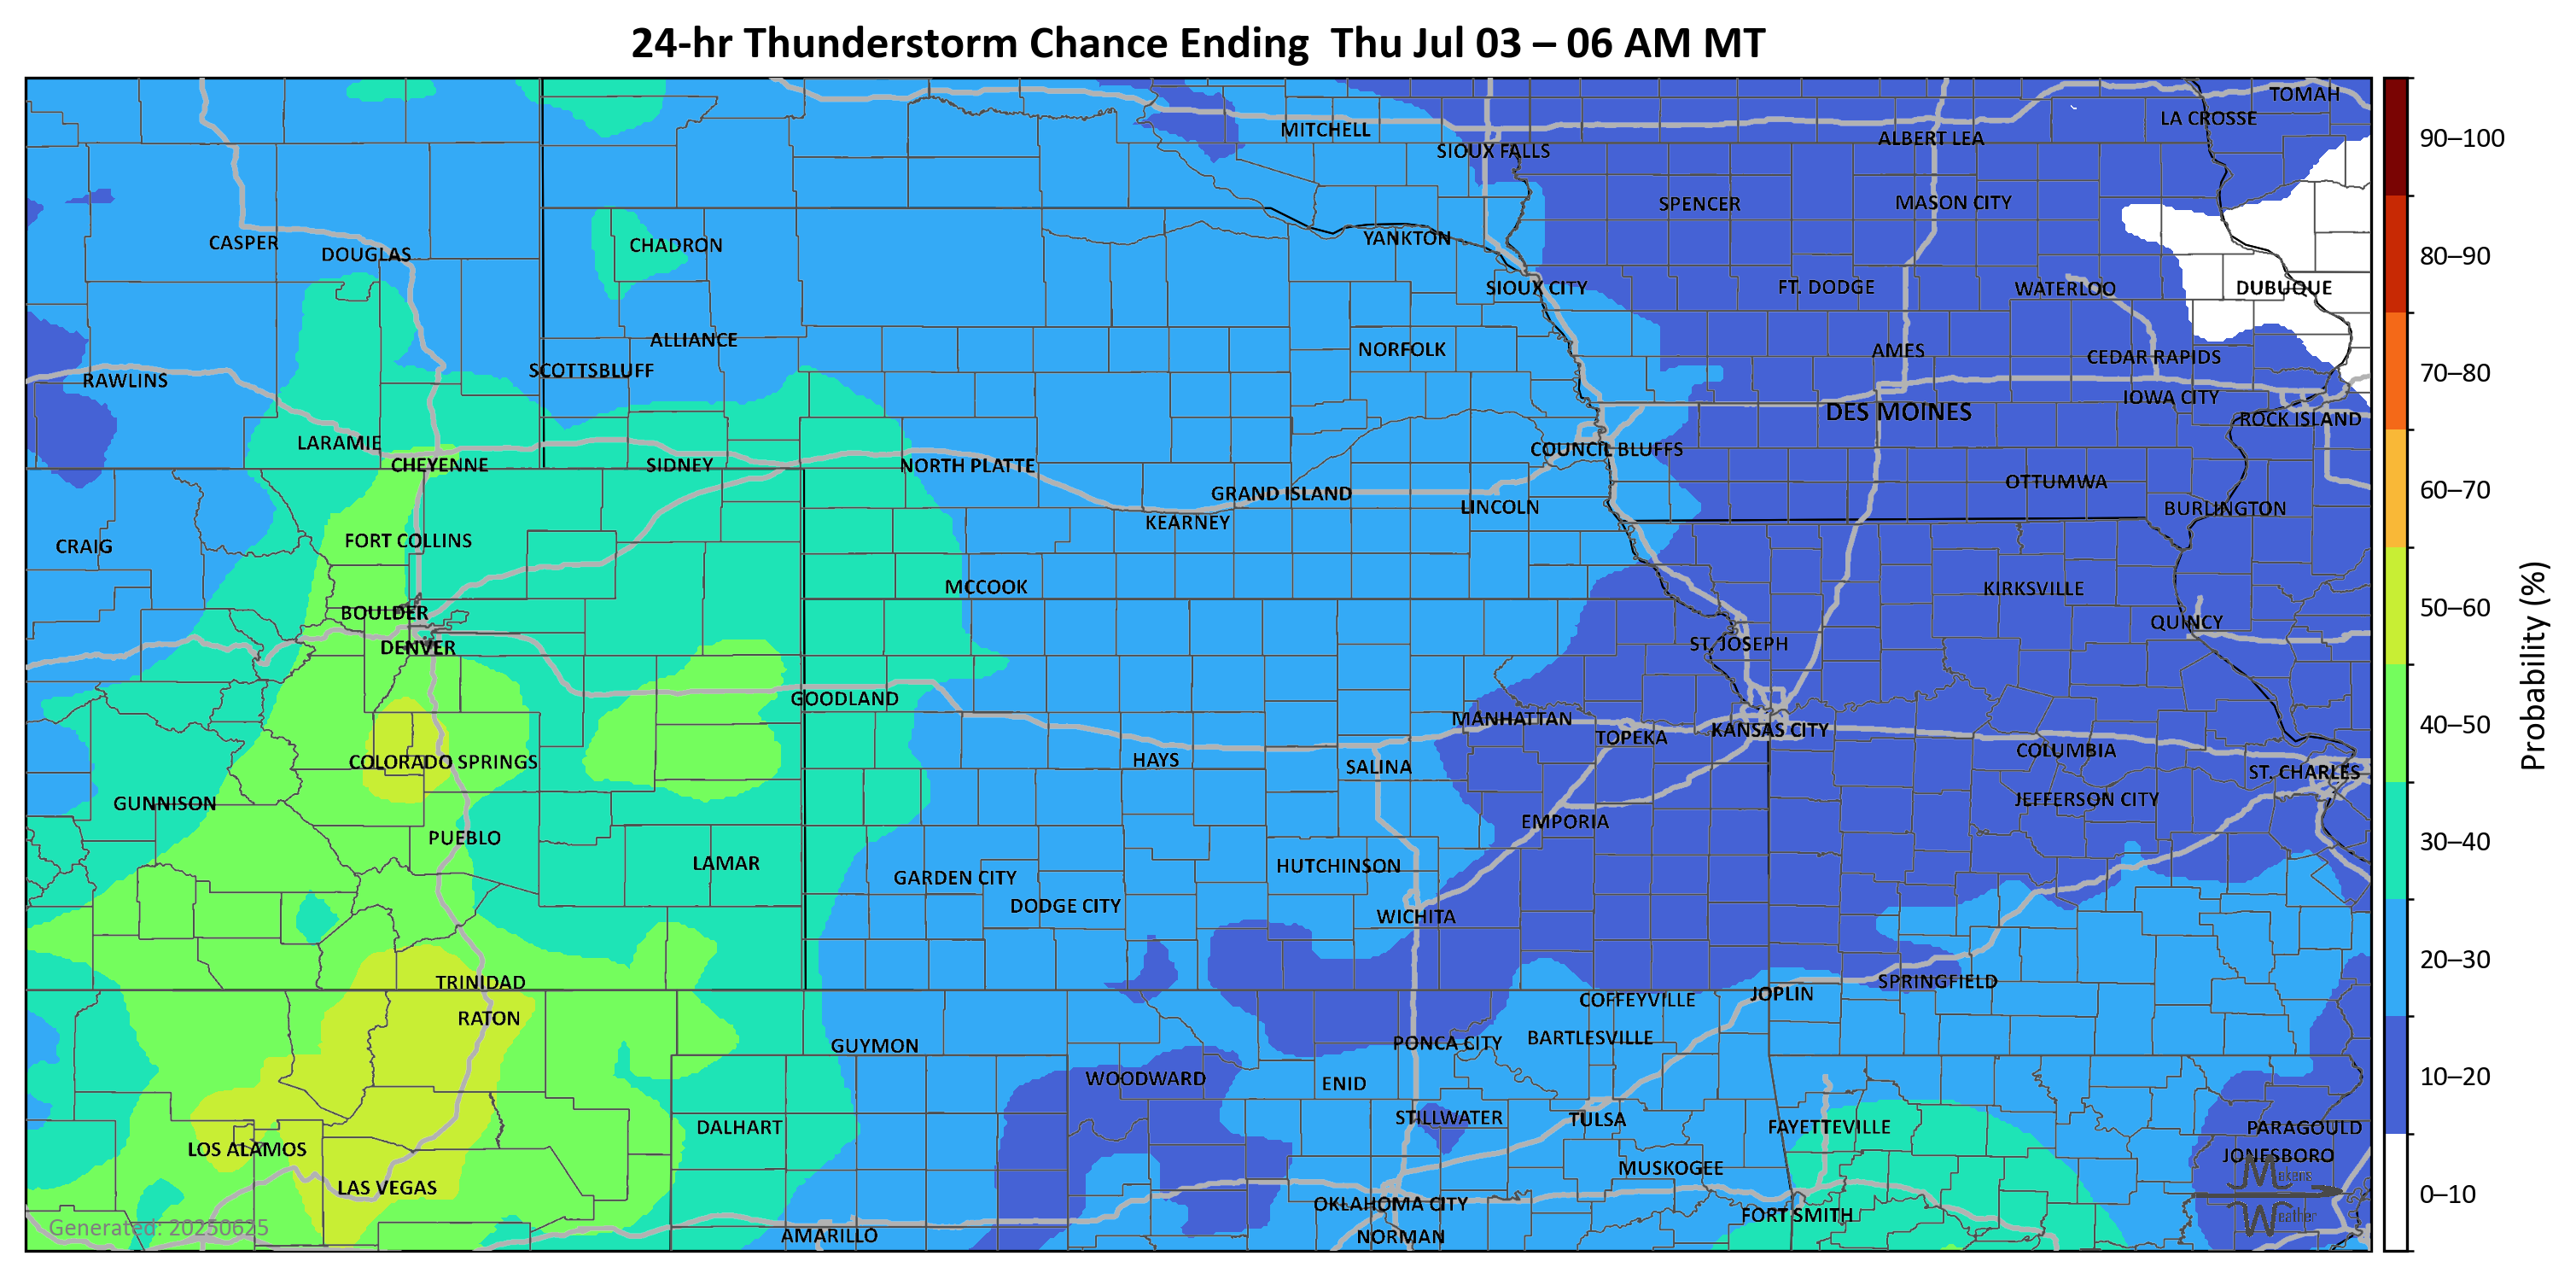 24-hr Thunderstorm Chance Ending  Thu Jul 03 – 06 AM MT
TOMAH
LA CROSSE
MITCHELL
ALBERT LEA
SIOUX FALLS
SPENCER
MASON CITY
CASPER
DOUGLAS
CHADRON
YANKTON
SIOUX CITY
FT. DODGE
WATERLOO
DUBUQUE
ALLIANCE
NORFOLK
AMES
CEDAR RAPIDS
SCOTTSBLUFF
RAWLINS
IOWA CITY
DES MOINES
ROCK ISLAND
LARAMIE
COUNCIL BLUFFS
CHEYENNE
SIDNEY
NORTH PLATTE
OTTUMWA
GRAND ISLAND
LINCOLN
BURLINGTON
KEARNEY
FORT COLLINS
CRAIG
MCCOOK
KIRKSVILLE
BOULDER
QUINCY
DENVER
ST. JOSEPH
GOODLAND
MANHATTAN
TOPEKA
KANSAS CITY
COLUMBIA
COLORADO SPRINGS
HAYS
SALINA
ST. CHARLES
GUNNISON
JEFFERSON CITY
EMPORIA
PUEBLO
LAMAR
HUTCHINSON
GARDEN CITY
DODGE CITY
WICHITA
TRINIDAD
SPRINGFIELD
JOPLIN
COFFEYVILLE
RATON
BARTLESVILLE
GUYMON
PONCA CITY
WOODWARD
ENID
STILLWATER
TULSA
DALHART
FAYETTEVILLE
PARAGOULD
LOS ALAMOS
JONESBORO
MUSKOGEE
LAS VEGAS
OKLAHOMA CITY
FORT SMITH
AMARILLO
NORMAN
Generated: 20250625
Makens
Weather
90–100
80–90
70–80
60–70
50–60
40–50
30–40
20–30
10–20
0–10
Probability (%)